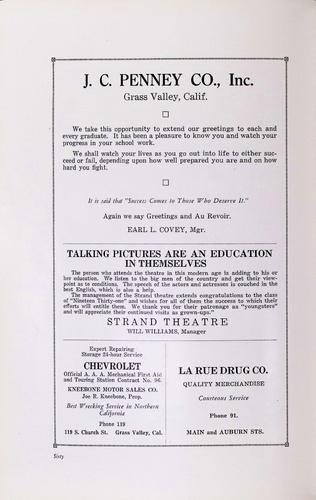 J. C. PENNEY CO., Inc.
Grass Valley, Calif.
We take this opportunity to extend our greetings to each and
every graduate. It has been a pleasure to know you and watch your
progress in your school work.
We shall watch your lives as you go out into life to either suc-
ceed or fail, depending upon how well prepared you are and on how
hard you fight.
It is said that "Success Comes to Those Who Deserve It."
Again we say Greetings and Au Revoir.
EARL L. COVEY, Mgr.
TALKING PICTURES ARE AN EDUCATION
IN THEMSELVES
The person who attends the theatre in this modern age is adding to his or
her education. We listen to the big men of the country and get their view-
point as to conditions. The speech of the actors and actresses is couched in the
best English, which is also a help.
The management of the Strand theatre extends congratulations to the class
of "Nineteen Thirty-one" and wishes for all of them the success to which their
efforts will entitle them. We thank you for their patronage as "youngsters"
and will appreciate their continued visits as grown-ups."
STRAND THEATRE
WILL WILLIAMS, Manager
Expert Repairing
Storage 24-hour Service
CHEVROLET
Official A. A. A. Mechanical First Aid
and Touring Station Contract No. 96.
KNEEBONE MOTOR SALES CO.
Joe R. Kneebone, Prop.
Best Wrecking Service in Northern
California
Phone 119
119 S. Church St. Grass Valley, Cal.
LA RUE DRUG CO.
QUALITY MERCHANDISE
Courteous Service
Phone 91.
MAIN and AUBURN STS.
Sixty